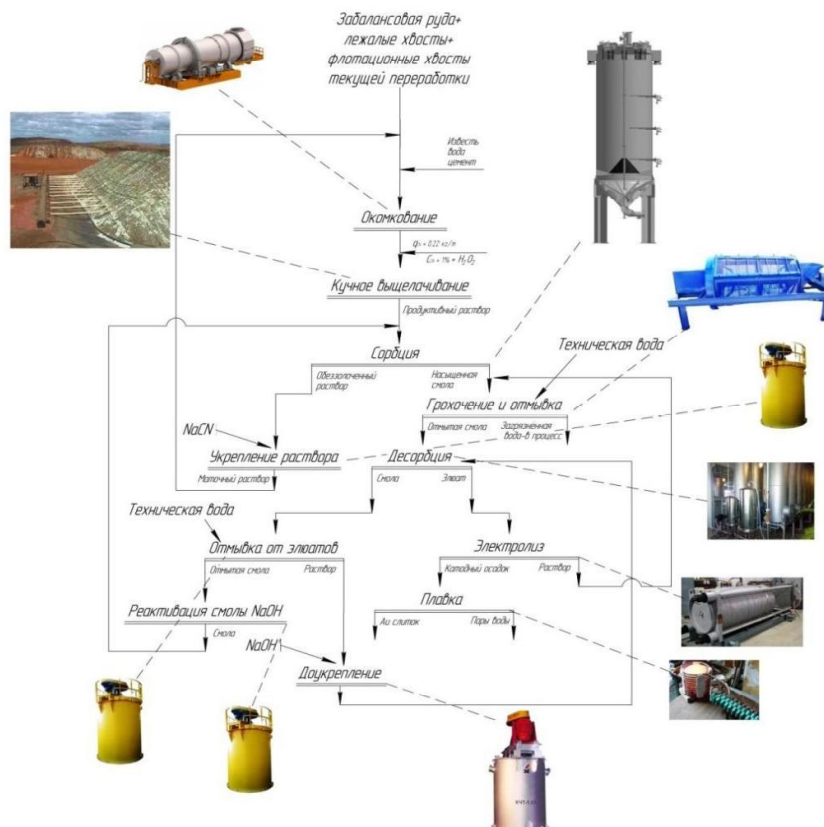 Забалансовая руда+
лежалые хвосты+
флотационные хвосты
текущей переработки
Известь
вода
цемент
Окомкование
= 0.22 кг/т
= 1% + H₂O₂
Кучное выщелачивание
Продуктивный раствор
Сорбция
Обеззолоченный
раствор
Насыщенная
смола
Техническая вода
Грохочение и отмывка
Отмытая смола
Загрязненная
вода-в процесс
NaCN
Укрепление раствора
Маточный раствор
Десорбция
Смола
Элюат
Техническая вода
Отмывка от элюатов
Отмытая смола
Раствор
Электролиз
Катодный осадок
Раствор
Реактивация смолы NaOH
Смола
Плавка
Au слиток
Пары воды
NaOH
Доукрепление